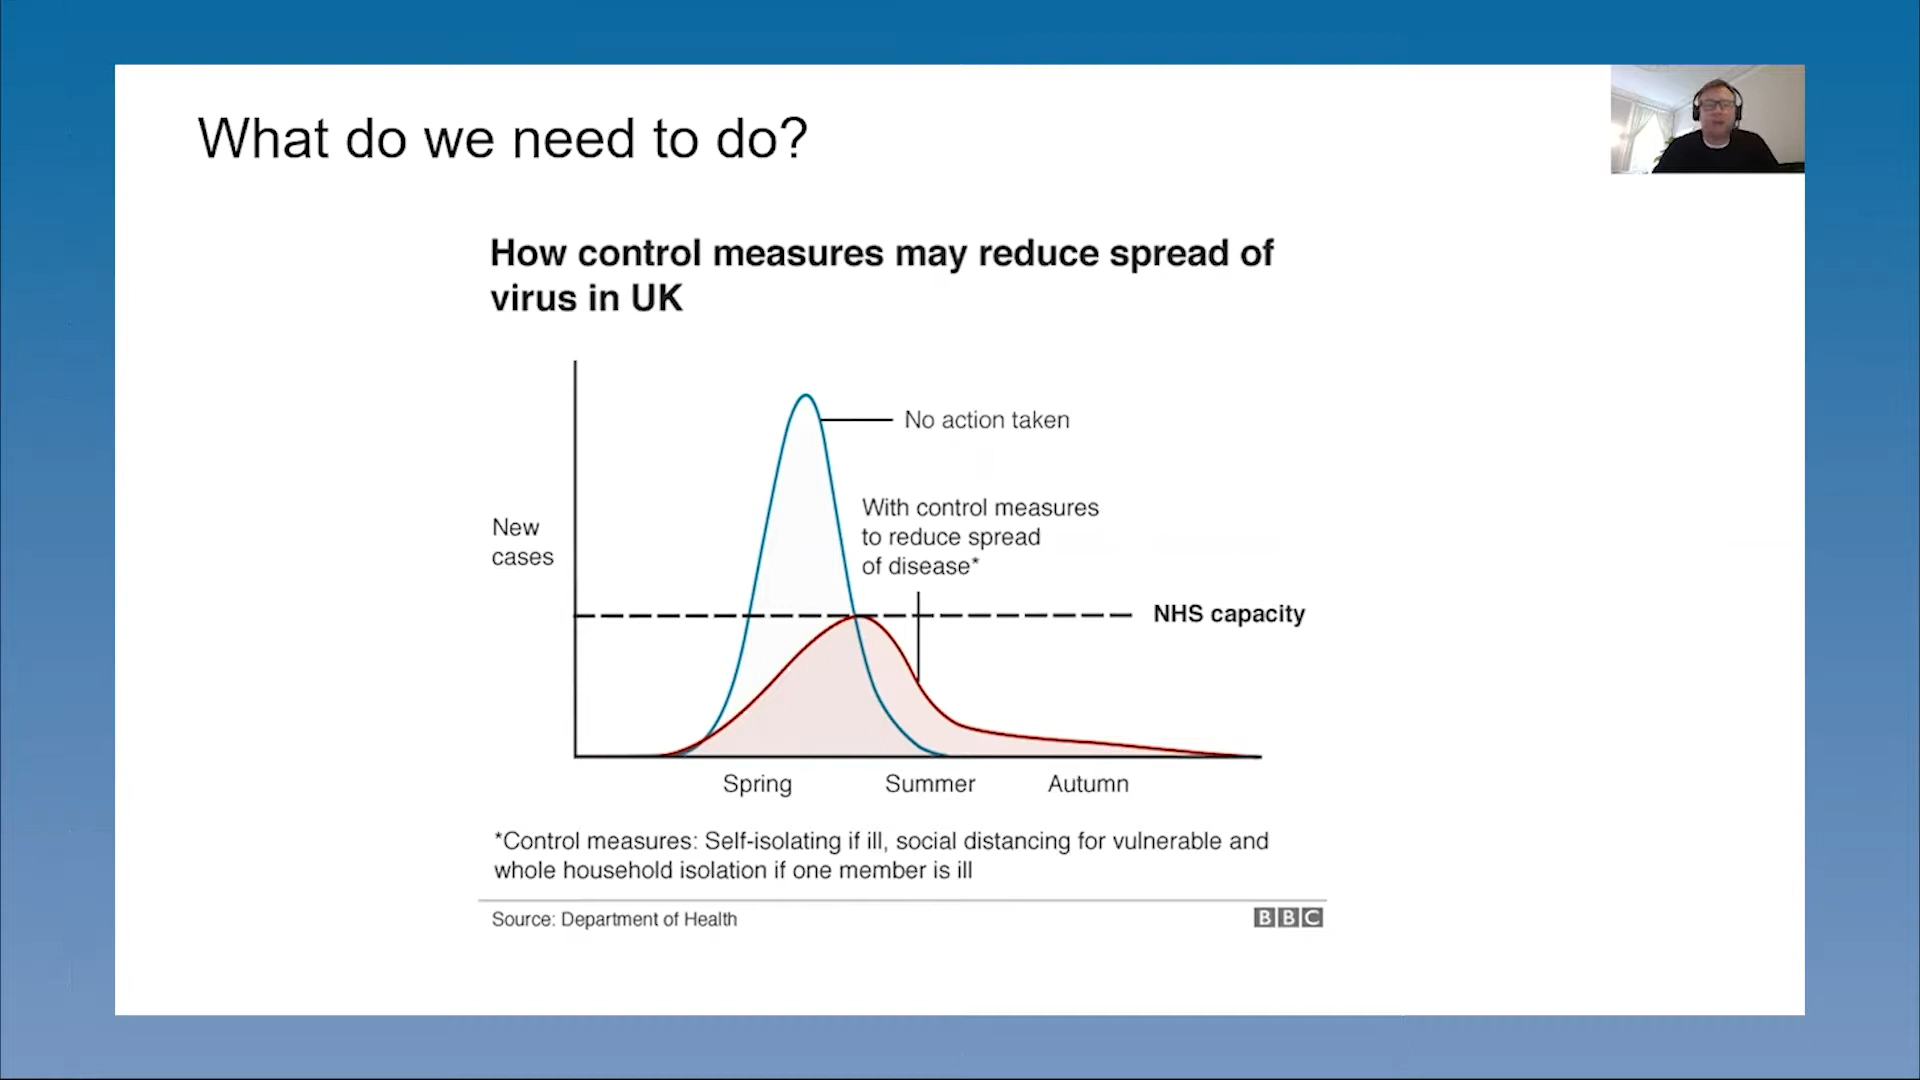 What do we need to do?
How control measures may reduce spread of
virus in UK
No action taken
With control measures
to reduce spread
of disease*
New
cases
NHS capacity
Spring
Summer
Autumn
*Control measures: Self-isolating if ill, social distancing for vulnerable and
whole household isolation if one member is ill
Source: Department of Health
BBC